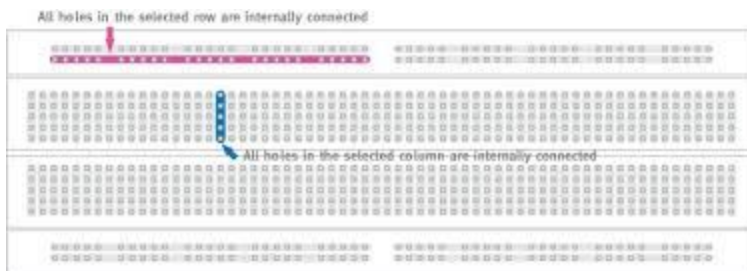 All holes in the selected row are internally connected
All holes in the selected column are internally connected